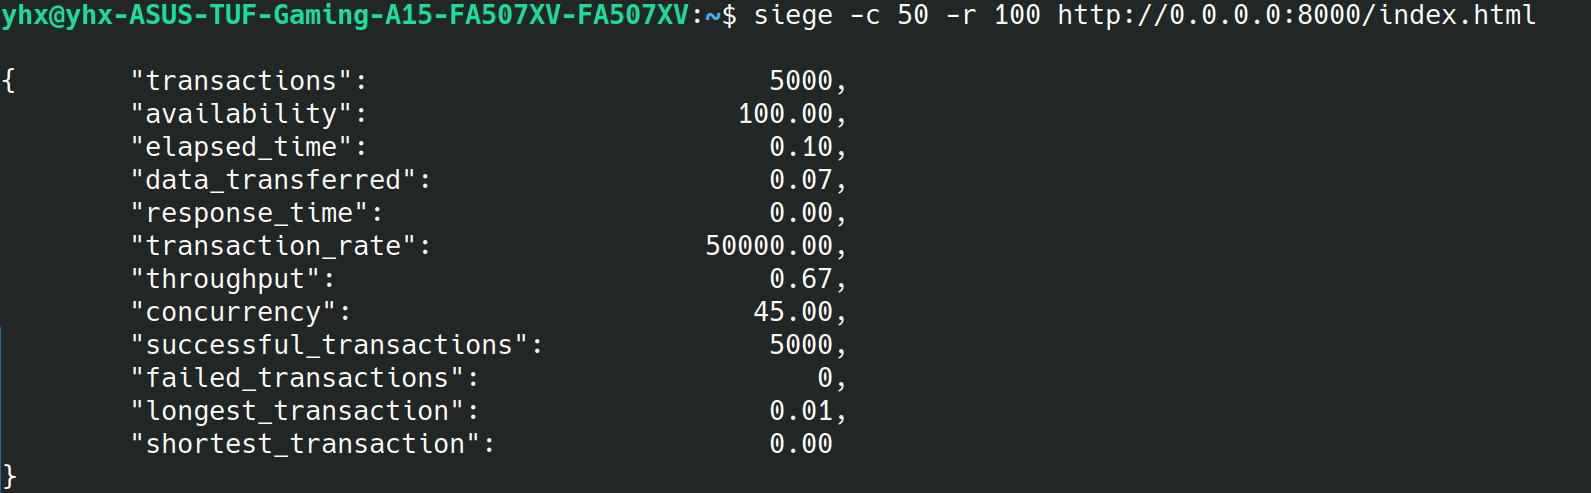 yhx@yhx-ASUS-TUF-Gaming-A15-FA507XV-FA507XV:~$ siege -c 50 -r 100 http://0.0.0.0:8000/index.html
{ "transactions": 5000,
"availability": 100.00,
"elapsed_time": 0.10,
"data_transferred": 0.07,
"response_time": 0.00,
"transaction_rate": 50000.00,
"throughput": 0.67,
"concurrency": 45.00,
"successful_transactions": 5000,
"failed_transactions": 0,
"longest_transaction": 0.01,
"shortest_transaction": 0.00
}